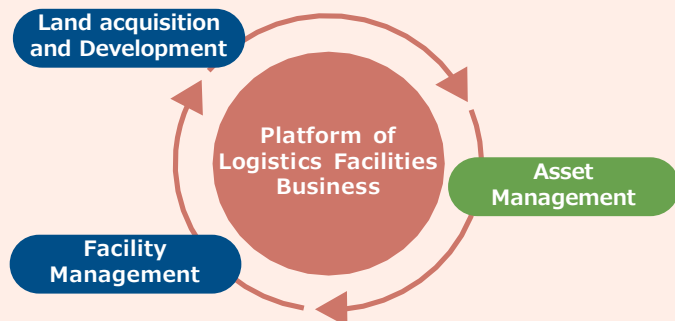 Land acquisition
and Development
Platform of
Logistics Facilities
Business
Asset
Management
Facility
Management